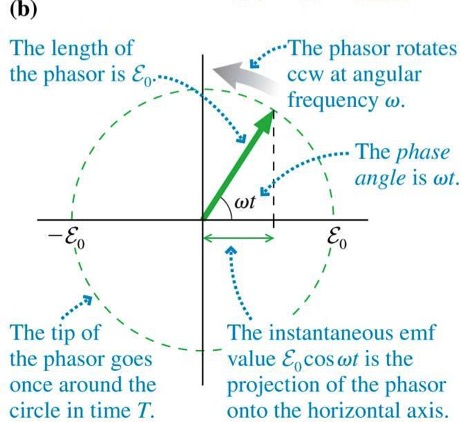 (b)
The length of
the phasor is ℰ₀.
The phasor rotates
ccw at angular
frequency ω.
The phase
angle is ωt.
ωt
−ℰ₀
ℰ₀
The tip of
the phasor goes
once around the
circle in time T.
The instantaneous emf
value ℰ₀ cos ωt is the
projection of the phasor
onto the horizontal axis.